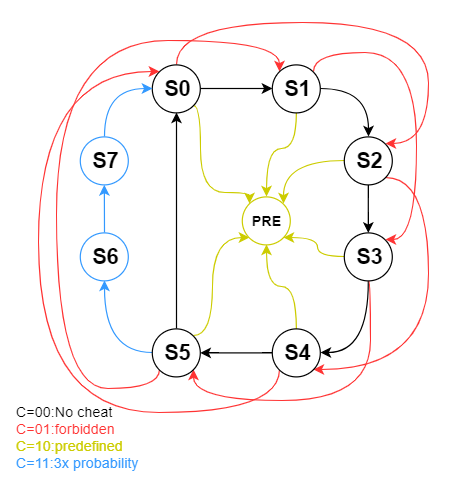 S0
S1
S7
S2
PRE
S6
S3
S5
S4
C=00:No cheat
C=01:forbidden
C=10:predefined
C=11:3x probability